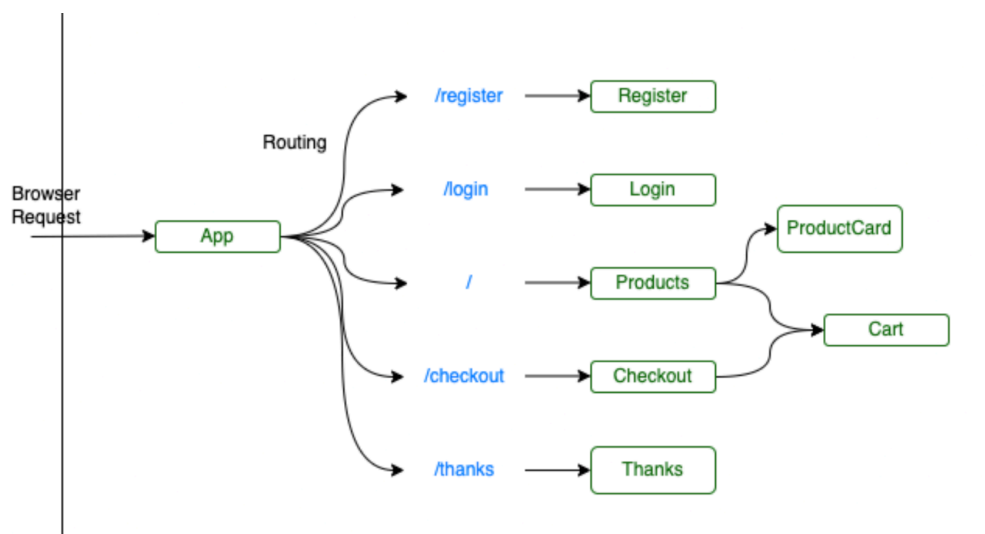 /register
Register
Routing
/login
Login
Browser
Request
App
ProductCard
/
Products
Cart
/checkout
Checkout
/thanks
Thanks